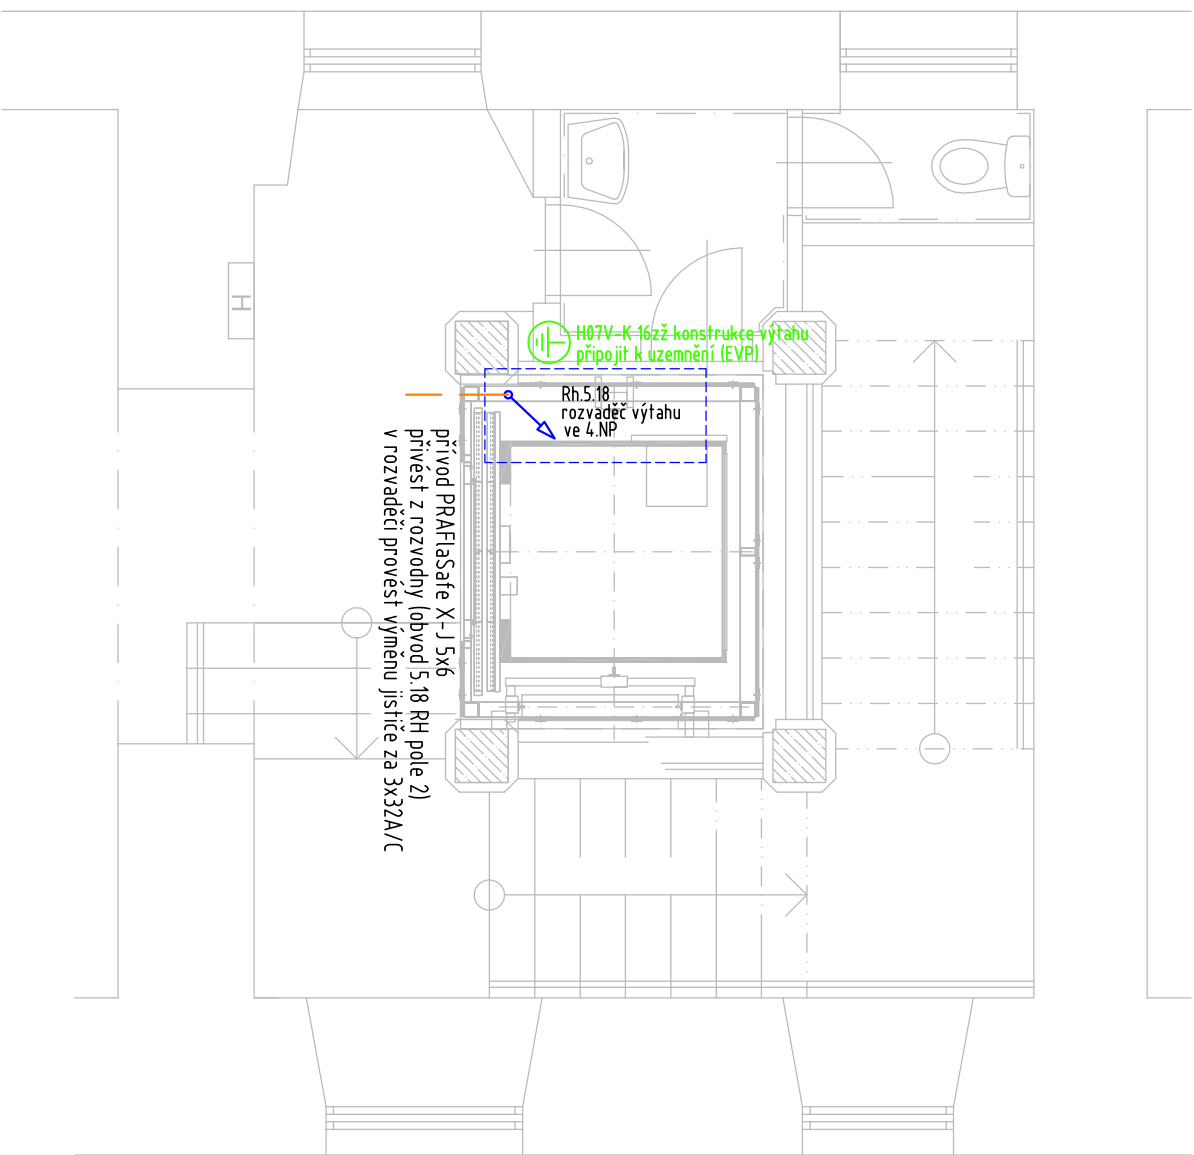 H
H07V-K 16zž konstrukce výtahu
připojit k uzemnění (EVP)
Rh.5.18
rozvaděč výtahu
ve 4.NP
přívod PRAFlaSafe X-J 5x6
přivést z rozvodny (obvod 5.18 RH pole 2)
v rozvaděči provést výměnu jističe za 3x32A/C